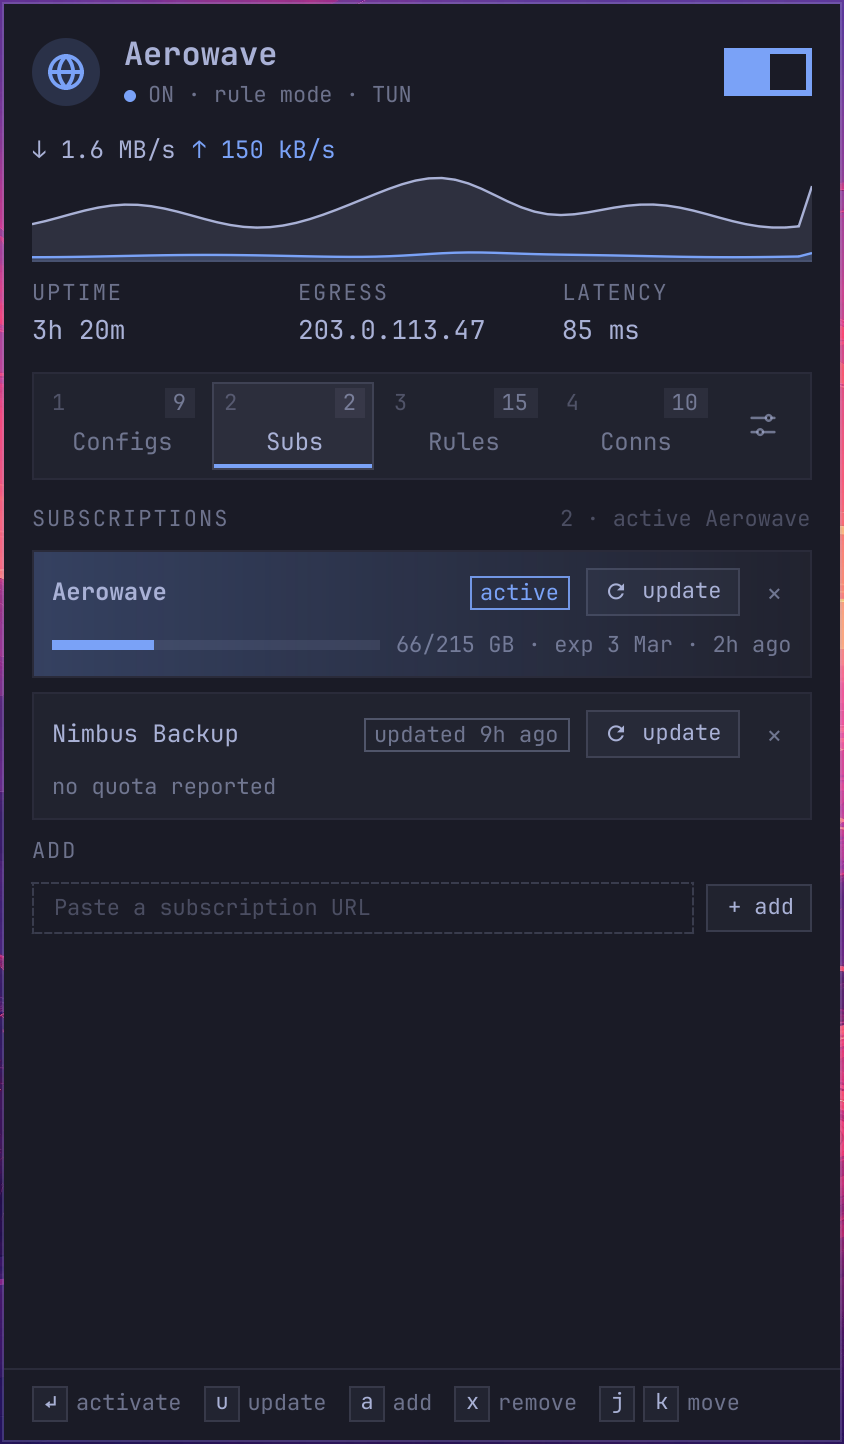 Aerowave
ON · rule mode · TUN
↓ 1.6 MB/s ↑ 150 kB/s
UPTIME EGRESS LATENCY
3h 20m 203.0.113.47 85 ms
1 9 2 2 3 15 4 10
Configs Subs Rules Conns
SUBSCRIPTIONS 2 · active Aerowave
Aerowave active update ×
66/215 GB · exp 3 Mar · 2h ago
Nimbus Backup updated 9h ago update ×
no quota reported
ADD
Paste a subscription URL + add
↲ activate u update a add x remove j k move